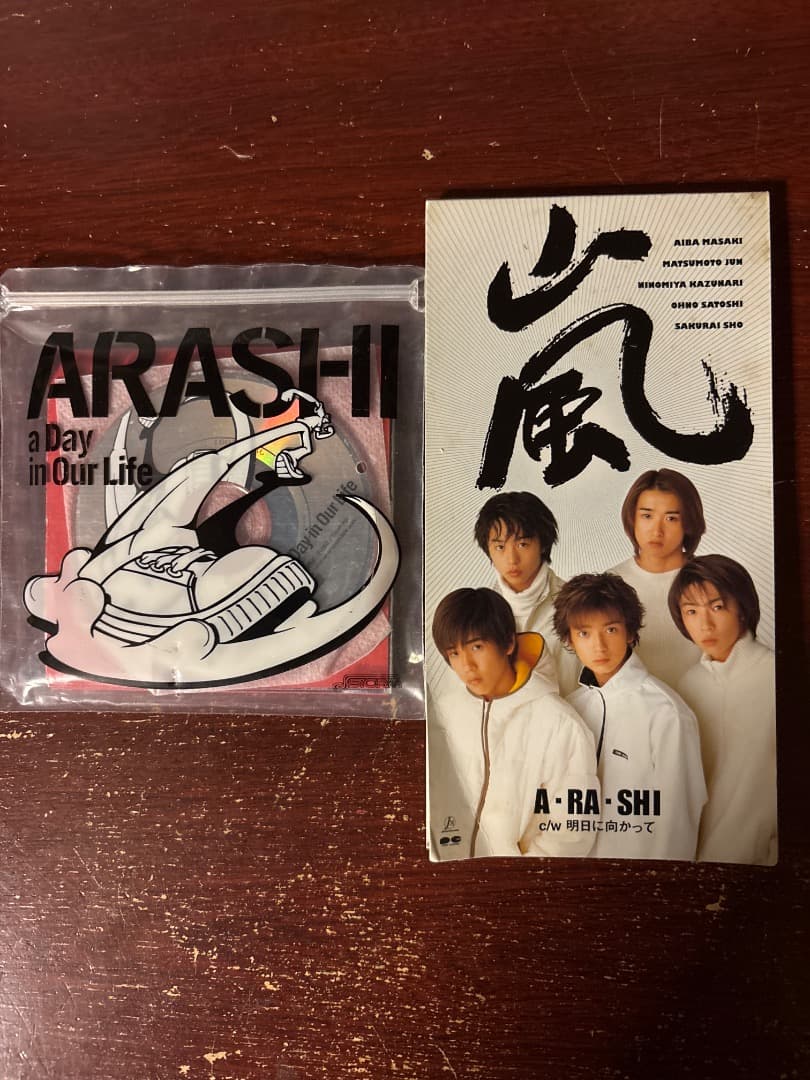 ARASHI
a Day
in Our Life
Day in Our life
J STORM
嵐
AIBA MASAKI
MATSUMOTO JUN
NINOMIYA KAZUNARI
OHNO SATOSHI
SAKURAI SHO
A・RA・SHI
c/w 明日に向かって